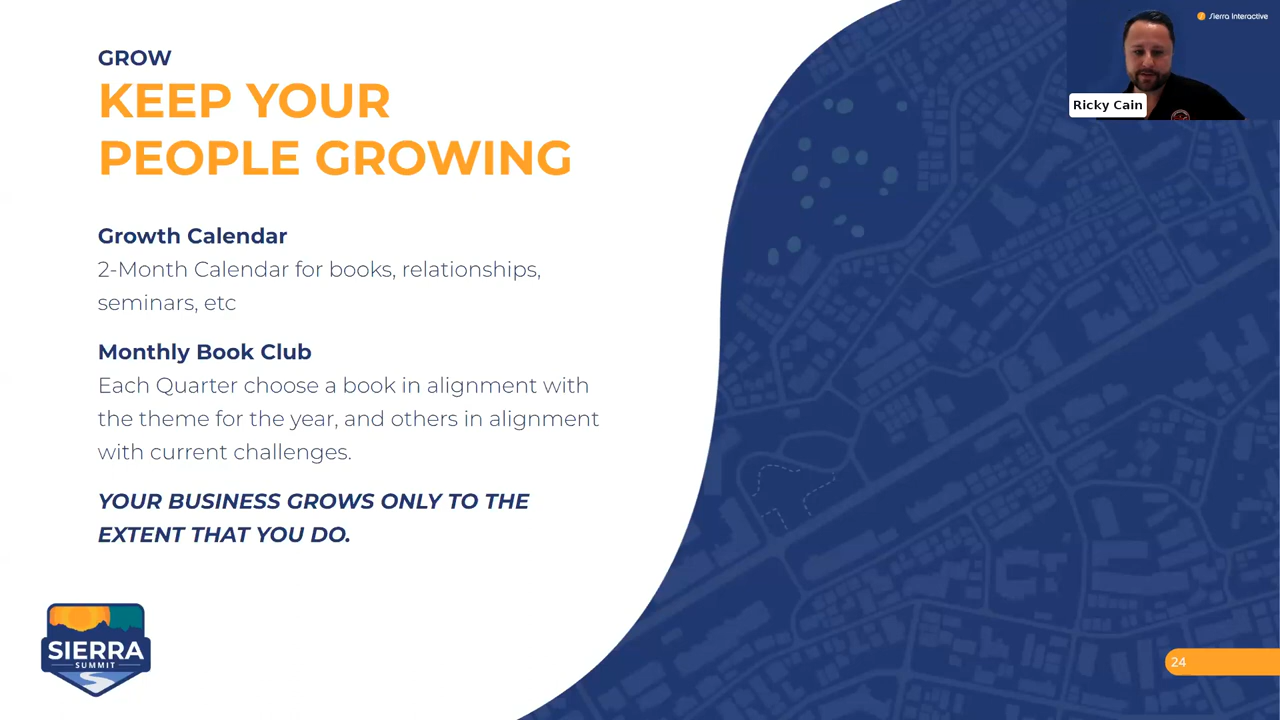 GROW
KEEP YOUR
PEOPLE GROWING
Growth Calendar
2-Month Calendar for books, relationships,
seminars, etc
Monthly Book Club
Each Quarter choose a book in alignment with
the theme for the year, and others in alignment
with current challenges.
YOUR BUSINESS GROWS ONLY TO THE
EXTENT THAT YOU DO.
SIERRA
SUMMIT
Sierra Interactive
Ricky Cain
24